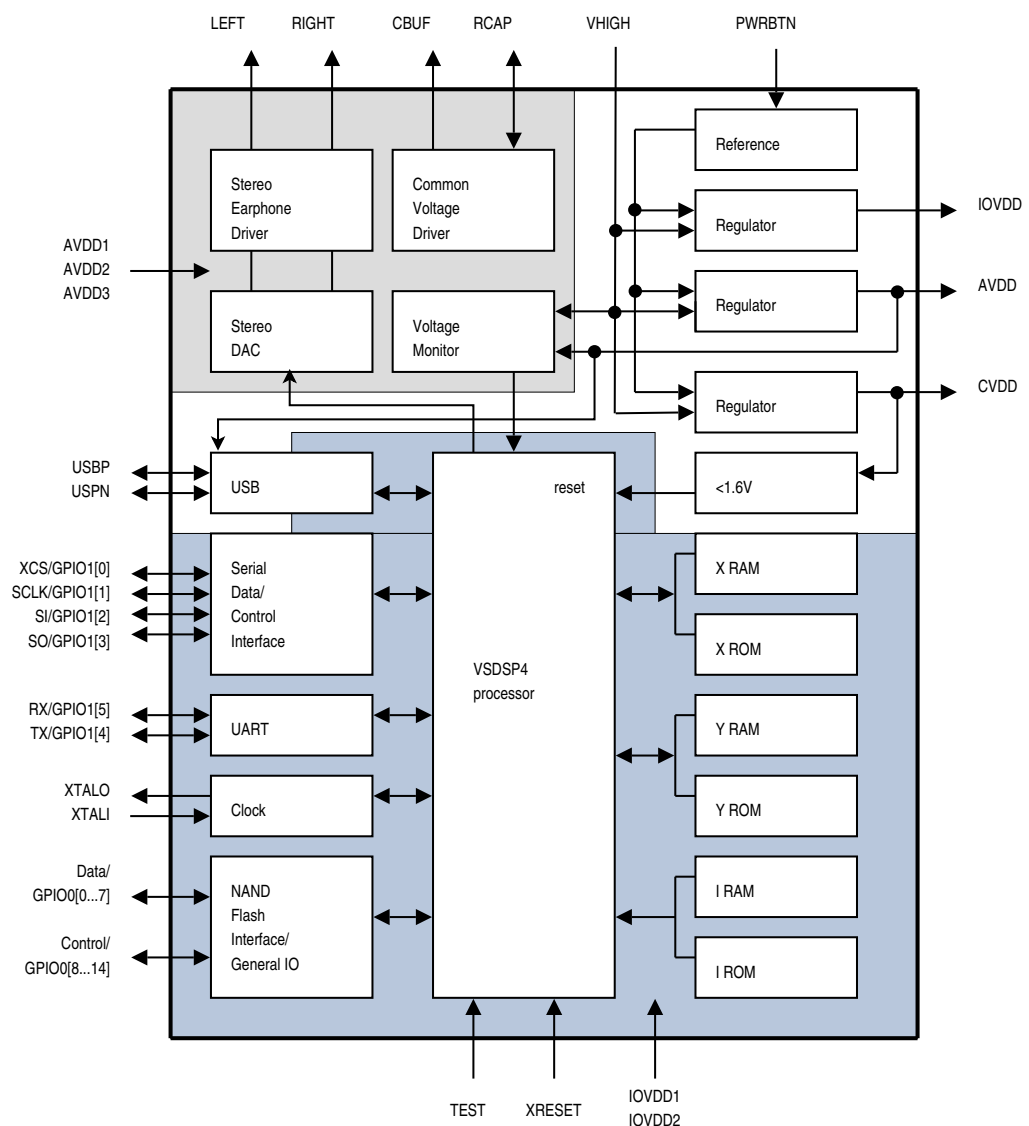 LEFT
RIGHT
CBUF
RCAP
VHIGH
PWRBTN
Reference
Stereo
Earphone
Driver
Common
Voltage
Driver
Regulator
IOVDD
AVDD1
AVDD2
AVDD3
Stereo
DAC
Voltage
Monitor
Regulator
AVDD
Regulator
CVDD
USBP
USPN
USB
reset
<1.6V
XCS/GPIO1[0]
SCLK/GPIO1[1]
SI/GPIO1[2]
SO/GPIO1[3]
Serial
Data/
Control
Interface
VSDSP4
processor
X RAM
X ROM
RX/GPIO1[5]
TX/GPIO1[4]
UART
Y RAM
XTALO
XTALI
Clock
Y ROM
Data/
GPIO0[0...7]
Control/
GPIO0[8...14]
NAND
Flash
Interface/
General IO
I RAM
I ROM
TEST
XRESET
IOVDD1
IOVDD2